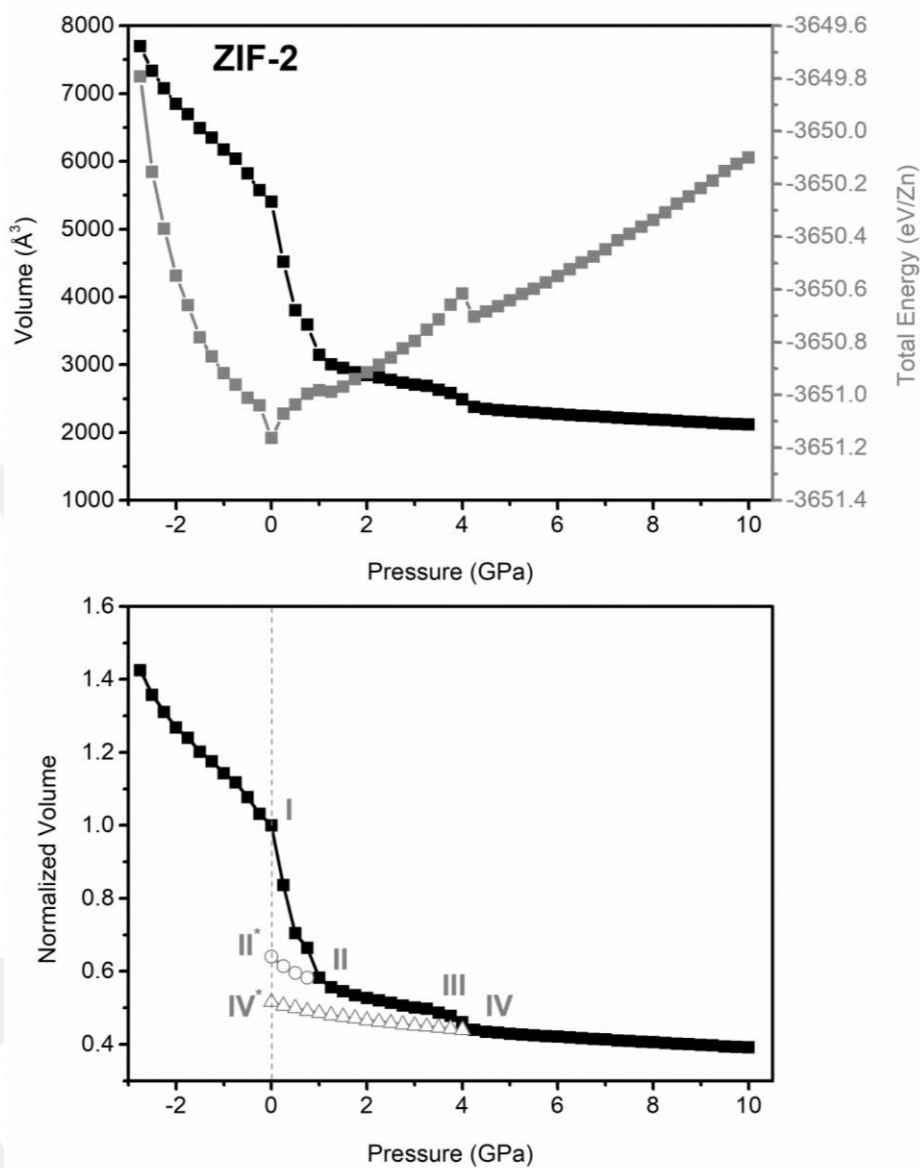 ZIF-2
8000
7000
6000
5000
4000
3000
2000
1000
Volume (Å³)
-3649.6
-3649.8
-3650.0
-3650.2
-3650.4
-3650.6
-3650.8
-3651.0
-3651.2
-3651.4
Total Energy (eV/Zn)
-2 0 2 4 6 8 10
Pressure (GPa)
1.6
1.4
1.2
1.0
0.8
0.6
0.4
Normalized Volume
I
II*
II
III
IV
IV*
-2 0 2 4 6 8 10
Pressure (GPa)